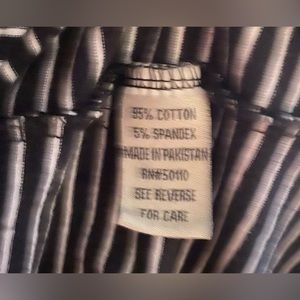 95% COTTON
5% SPANDEX
MADE IN PAKISTAN
RN#50110
SEE REVERSE
FOR CARE